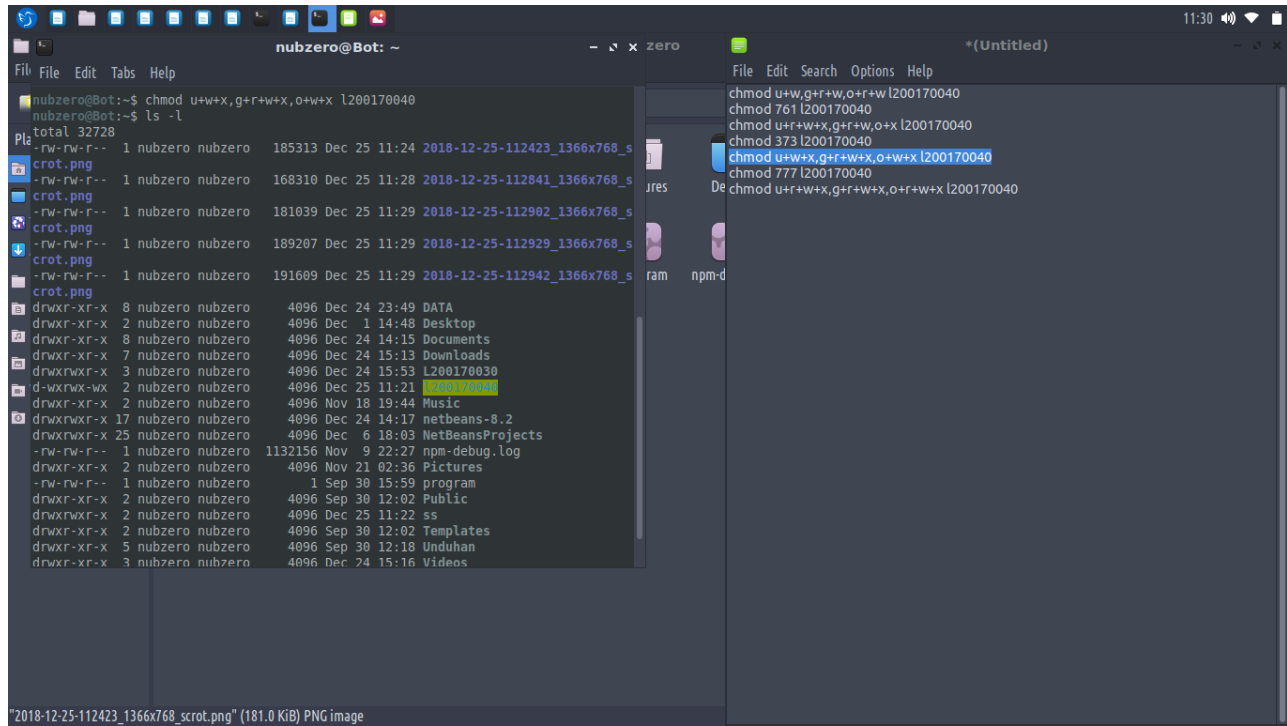 11:30
nubzero@Bot: ~
zero
*(Untitled)
File Edit Tabs Help
nubzero@Bot:~$ chmod u+w+x,g+r+w+x,o+w+x l200170040
nubzero@Bot:~$ ls -l
total 32728
-rw-rw-r-- 1 nubzero nubzero 185313 Dec 25 11:24 2018-12-25-112423_1366x768_s
crot.png
-rw-rw-r-- 1 nubzero nubzero 168310 Dec 25 11:28 2018-12-25-112841_1366x768_s
crot.png
-rw-rw-r-- 1 nubzero nubzero 181039 Dec 25 11:29 2018-12-25-112902_1366x768_s
crot.png
-rw-rw-r-- 1 nubzero nubzero 189207 Dec 25 11:29 2018-12-25-112929_1366x768_s
crot.png
-rw-rw-r-- 1 nubzero nubzero 191609 Dec 25 11:29 2018-12-25-112942_1366x768_s
crot.png
drwxr-xr-x 8 nubzero nubzero 4096 Dec 24 23:49 DATA
drwxr-xr-x 2 nubzero nubzero 4096 Dec 1 14:48 Desktop
drwxr-xr-x 8 nubzero nubzero 4096 Dec 24 14:15 Documents
drwxr-xr-x 7 nubzero nubzero 4096 Dec 24 15:13 Downloads
drwxrwxr-x 3 nubzero nubzero 4096 Dec 24 15:53 L200170030
d-wxrwx-wx 2 nubzero nubzero 4096 Dec 25 11:21 l200170040
drwxr-xr-x 2 nubzero nubzero 4096 Nov 18 19:44 Music
drwxrwxr-x 17 nubzero nubzero 4096 Dec 24 14:17 netbeans-8.2
drwxrwxr-x 25 nubzero nubzero 4096 Dec 6 18:03 NetBeansProjects
-rw-rw-r-- 1 nubzero nubzero 1132156 Nov 9 22:27 npm-debug.log
drwxr-xr-x 2 nubzero nubzero 4096 Nov 21 02:36 Pictures
-rw-rw-r-- 1 nubzero nubzero 1 Sep 30 15:59 program
drwxr-xr-x 2 nubzero nubzero 4096 Sep 30 12:02 Public
drwxrwxr-x 2 nubzero nubzero 4096 Dec 25 11:22 ss
drwxr-xr-x 2 nubzero nubzero 4096 Sep 30 12:02 Templates
drwxr-xr-x 5 nubzero nubzero 4096 Sep 30 12:18 Unduhan
drwxr-xr-x 3 nubzero nubzero 4096 Dec 24 15:16 Videos
Fil
Pla
ures
De
ram
npm-d
File Edit Search Options Help
chmod u+w,g+r+w,o+r+w l200170040
chmod 761 l200170040
chmod u+r+w+x,g+r+w,o+x l200170040
chmod 373 l200170040
chmod u+w+x,g+r+w+x,o+w+x l200170040
chmod 777 l200170040
chmod u+r+w+x,g+r+w+x,o+r+w+x l200170040
"2018-12-25-112423_1366x768_scrot.png" (181.0 KiB) PNG image